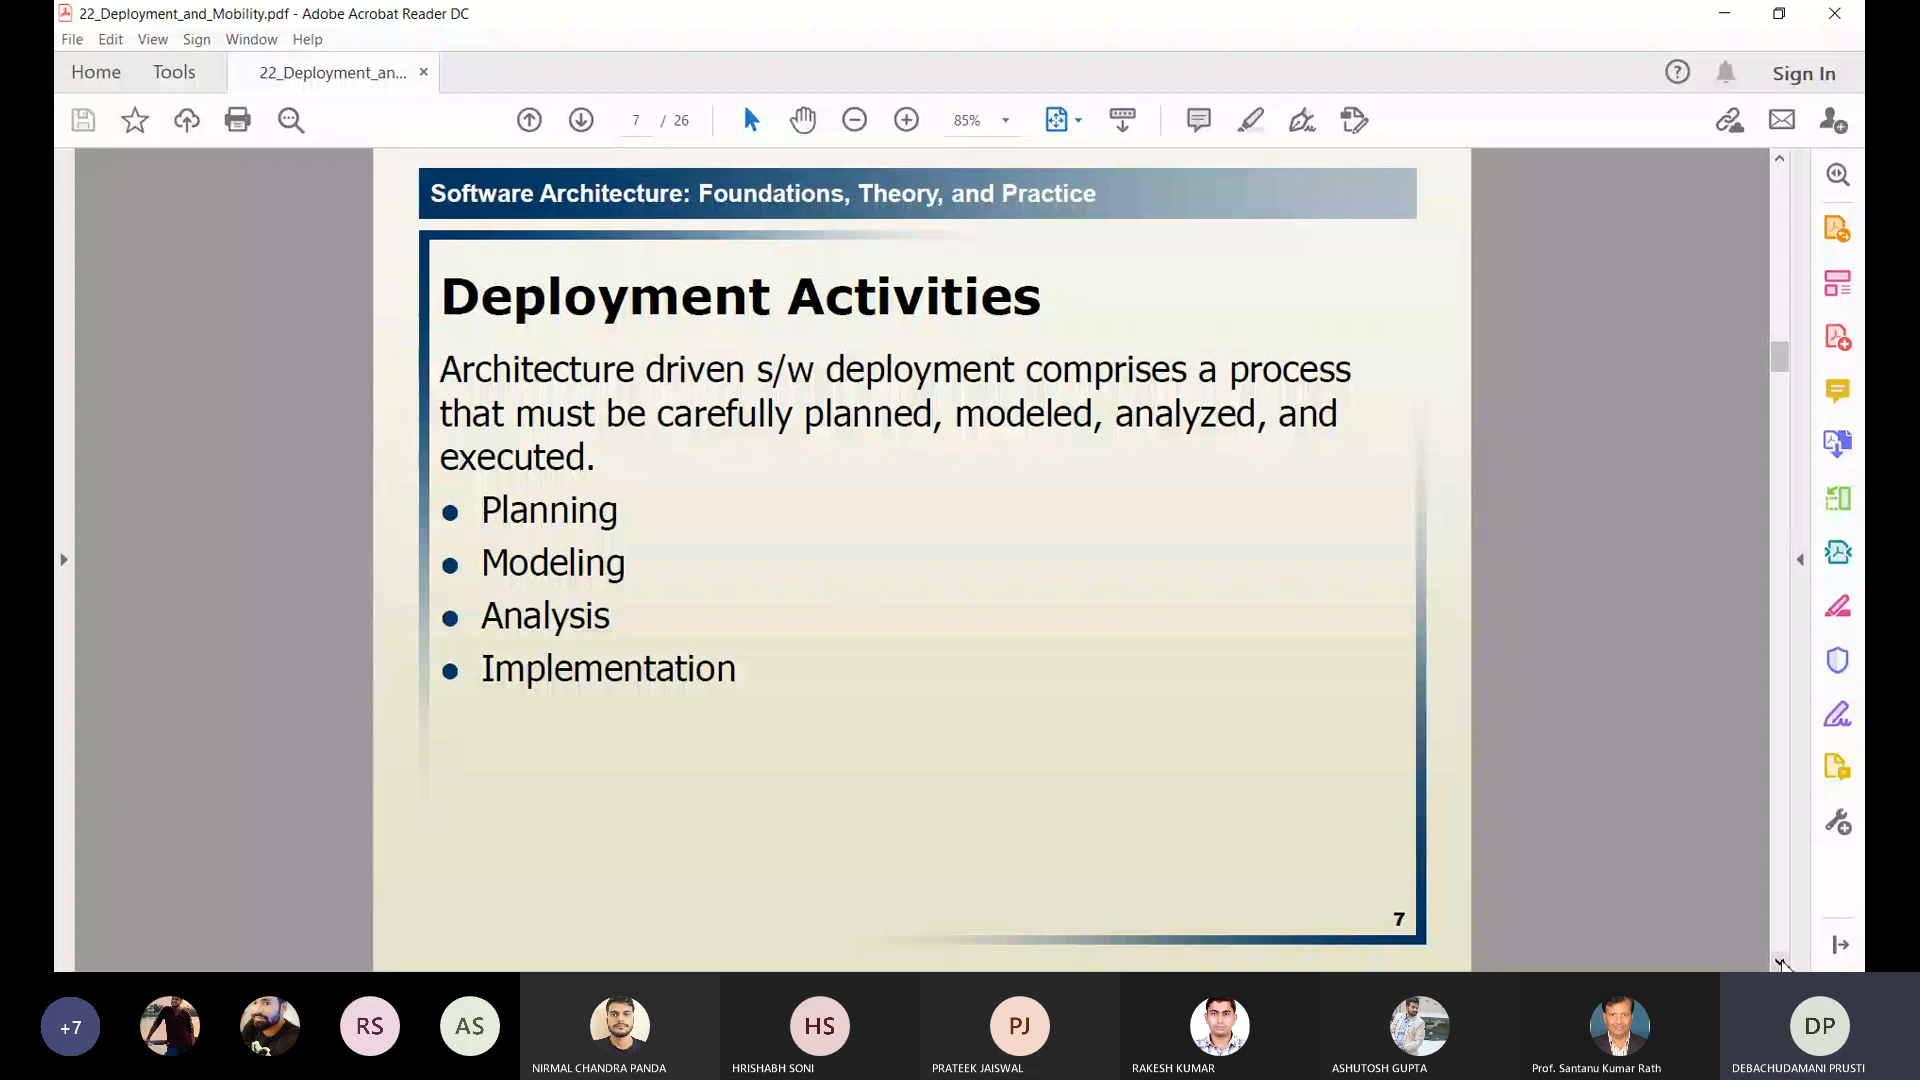 22_Deployment_and_Mobility.pdf - Adobe Acrobat Reader DC
File Edit View Sign Window Help
Home Tools 22_Deployment_an... × Sign In
7 / 26 85%
Software Architecture: Foundations, Theory, and Practice
Deployment Activities
Architecture driven s/w deployment comprises a process
that must be carefully planned, modeled, analyzed, and
executed.
● Planning
● Modeling
● Analysis
● Implementation
7
+7 RS AS HS PJ DP
NIRMAL CHANDRA PANDA HRISHABH SONI PRATEEK JAISWAL RAKESH KUMAR ASHUTOSH GUPTA Prof. Santanu Kumar Rath DEBACHUDAMANI PRUSTI